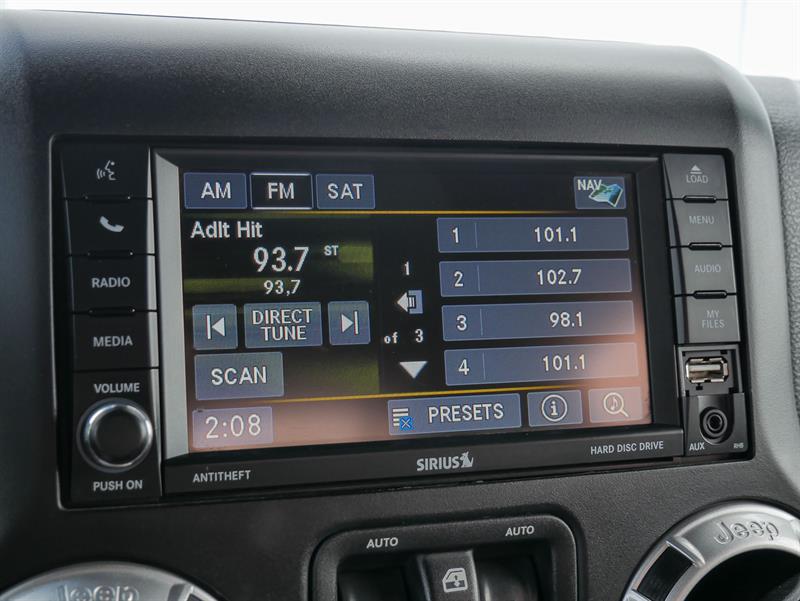 AM FM SAT NAV
Adlt Hit
93.7 ST
93,7
DIRECT
TUNE
SCAN
2:08
1
of 3
1 101.1
2 102.7
3 98.1
4 101.1
PRESETS
i
RADIO
MEDIA
VOLUME
PUSH ON
LOAD
MENU
AUDIO
MY
FILES
AUX RHB
ANTITHEFT
SIRIUS
HARD DISC DRIVE
AUTO AUTO
Jeep
Jeep